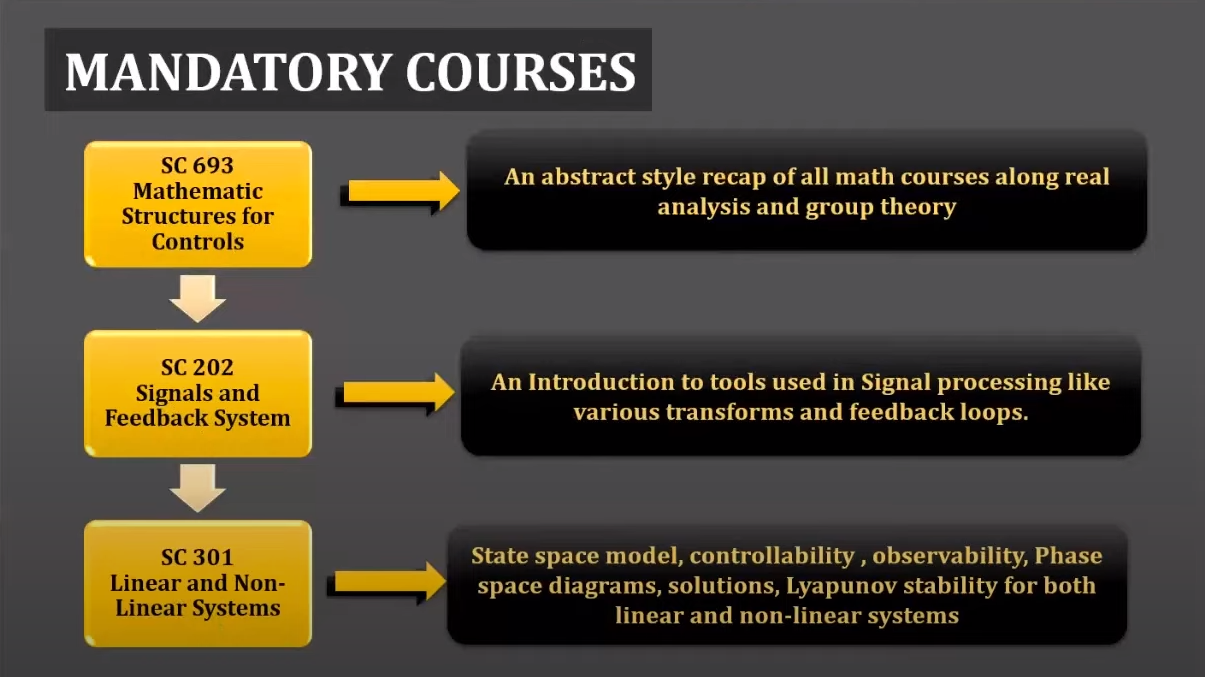 MANDATORY COURSES
SC 693
Mathematic
Structures for
Controls
An abstract style recap of all math courses along real
analysis and group theory
SC 202
Signals and
Feedback System
An Introduction to tools used in Signal processing like
various transforms and feedback loops.
SC 301
Linear and Non-
Linear Systems
State space model, controllability , observability, Phase
space diagrams, solutions, Lyapunov stability for both
linear and non-linear systems